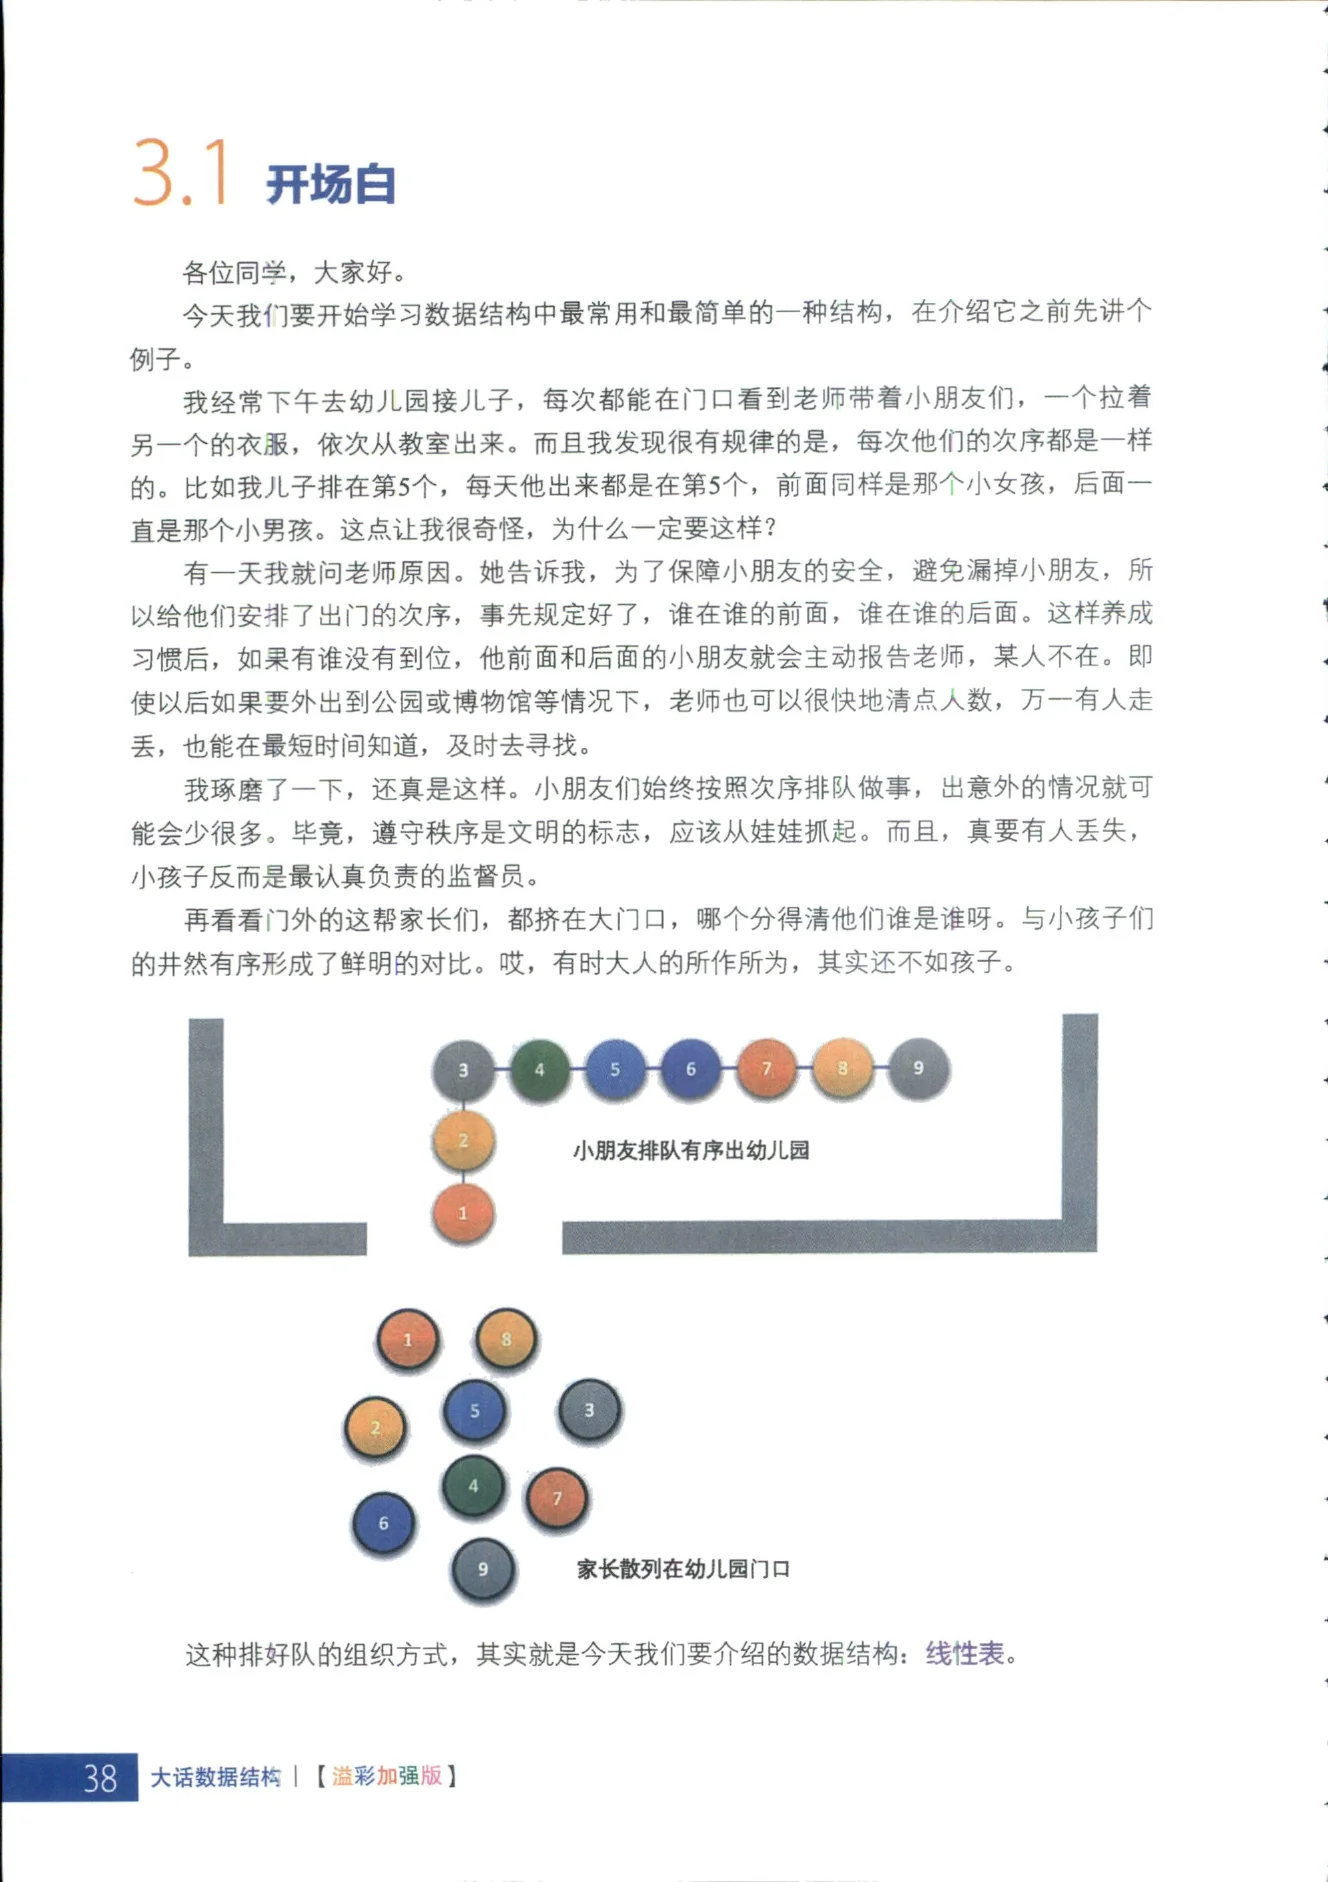 3.1 开场白
各位同学，大家好。
今天我们要开始学习数据结构中最常用和最简单的一种结构，在介绍它之前先讲个
例子。
我经常下午去幼儿园接儿子，每次都能在门口看到老师带着小朋友们，一个拉着
另一个的衣服，依次从教室出来。而且我发现很有规律的是，每次他们的次序都是一样
的。比如我儿子排在第5个，每天他出来都是在第5个，前面同样是那个小女孩，后面一
直是那个小男孩。这点让我很奇怪，为什么一定要这样？
有一天我就问老师原因。她告诉我，为了保障小朋友的安全，避免漏掉小朋友，所
以给他们安排了出门的次序，事先规定好了，谁在谁的前面，谁在谁的后面。这样养成
习惯后，如果有谁没有到位，他前面和后面的小朋友就会主动报告老师，某人不在。即
使以后如果要外出到公园或博物馆等情况下，老师也可以很快地清点人数，万一有人走
丢，也能在最短时间知道，及时去寻找。
我琢磨了一下，还真是这样。小朋友们始终按照次序排队做事，出意外的情况就可
能会少很多。毕竟，遵守秩序是文明的标志，应该从娃娃抓起。而且，真要有人丢失，
小孩子反而是最认真负责的监督员。
再看看门外的这帮家长们，都挤在大门口，哪个分得清他们谁是谁呀。与小孩子们
的井然有序形成了鲜明的对比。哎，有时大人的所作所为，其实还不如孩子。
3 4 5 6 7 8 9
2
小朋友排队有序出幼儿园
1
1 8
5 3
2
4
7
6
9
家长散列在幼儿园门口
这种排好队的组织方式，其实就是今天我们要介绍的数据结构：线性表。
38 大话数据结构｜【溢彩加强版】